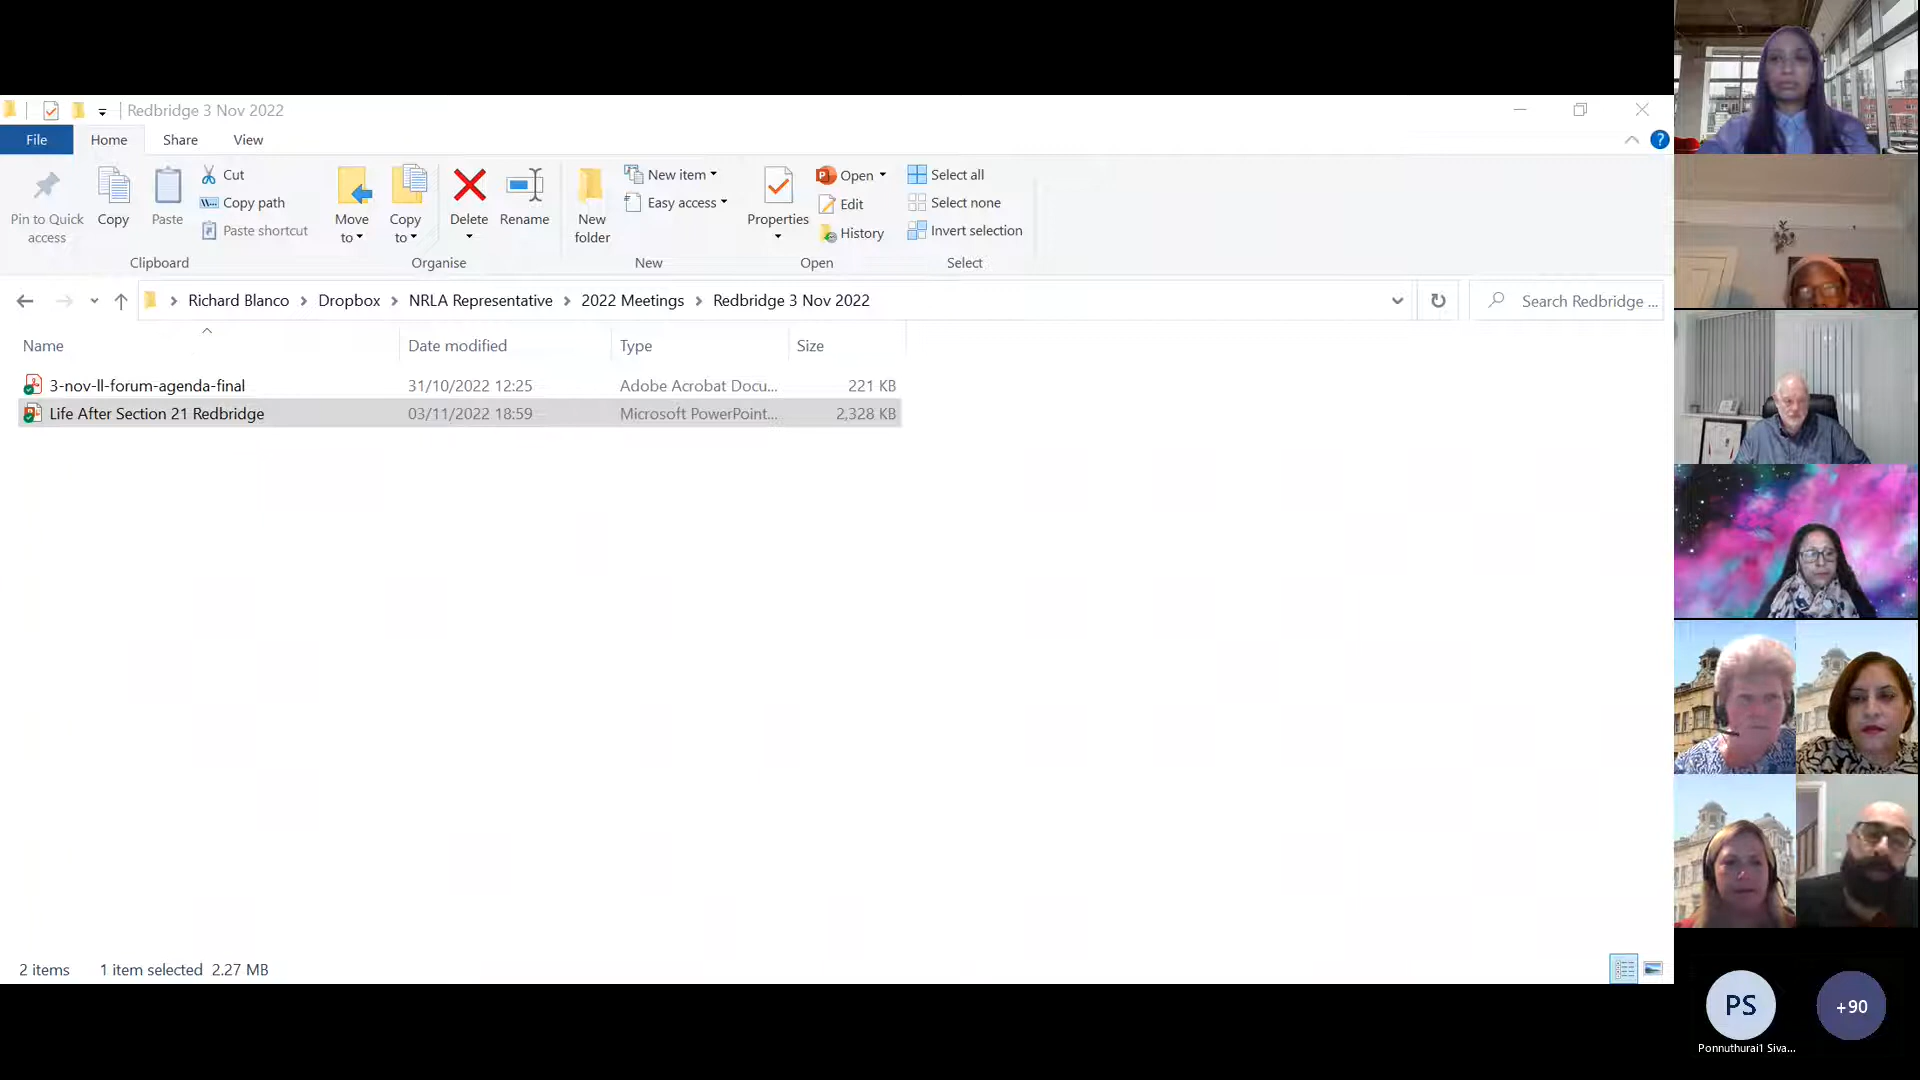 Redbridge 3 Nov 2022
File Home Share View
Pin to Quick access
Copy
Paste
Cut
Copy path
Paste shortcut
Clipboard
Move to
Copy to
Delete
Rename
Organise
New folder
New item
Easy access
New
Properties
Open
Edit
History
Open
Select all
Select none
Invert selection
Select
Richard Blanco > Dropbox > NRLA Representative > 2022 Meetings > Redbridge 3 Nov 2022
Search Redbridge ...
Name Date modified Type Size
3-nov-ll-forum-agenda-final 31/10/2022 12:25 Adobe Acrobat Docu... 221 KB
Life After Section 21 Redbridge 03/11/2022 18:59 Microsoft PowerPoint... 2,328 KB
2 items 1 item selected 2.27 MB
PS
+90
Ponnuthurai1 Siva...